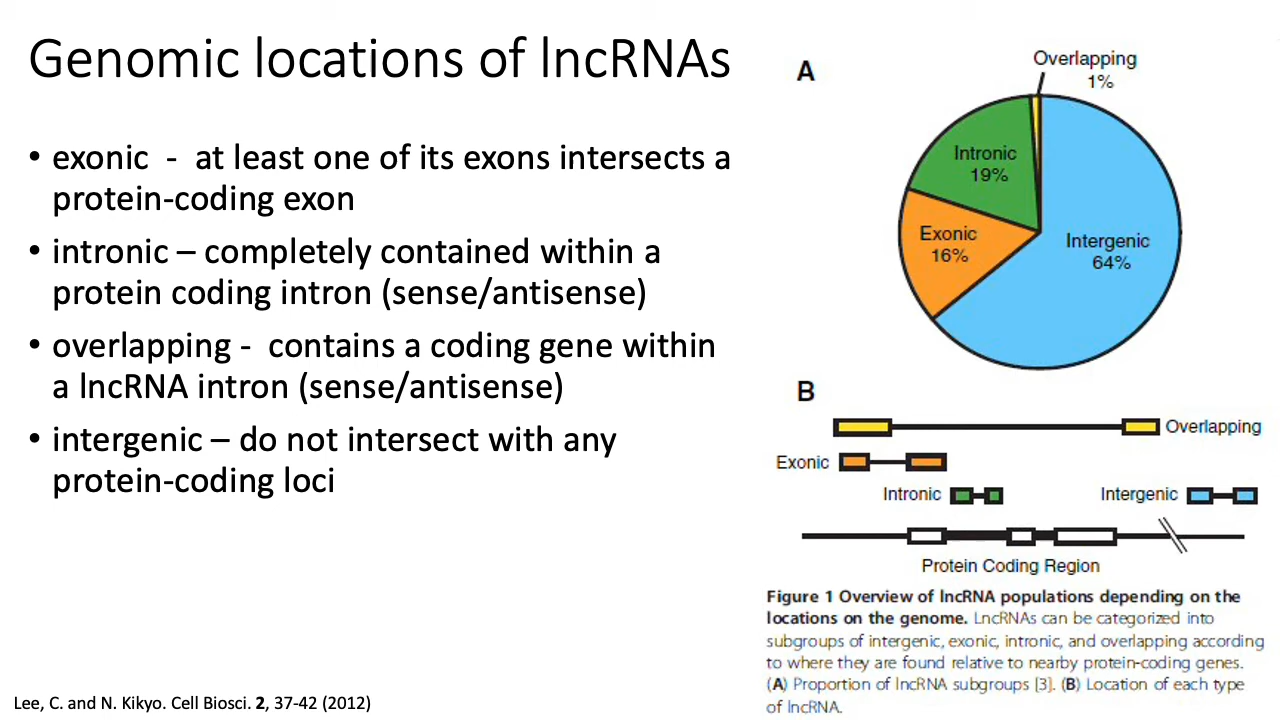 Genomic locations of lncRNAs
• exonic  -  at least one of its exons intersects a
protein-coding exon
• intronic – completely contained within a
protein coding intron (sense/antisense)
• overlapping -  contains a coding gene within
a lncRNA intron (sense/antisense)
• intergenic – do not intersect with any
protein-coding loci
Lee, C. and N. Kikyo. Cell Biosci. 2, 37-42 (2012)
A
Overlapping
1%
Intronic
19%
Exonic
16%
Intergenic
64%
B
Overlapping
Exonic
Intronic
Intergenic
Protein Coding Region
Figure 1 Overview of lncRNA populations depending on the
locations on the genome. LncRNAs can be categorized into
subgroups of intergenic, exonic, intronic, and overlapping according
to where they are found relative to nearby protein-coding genes.
(A) Proportion of lncRNA subgroups [3]. (B) Location of each type
of lncRNA.